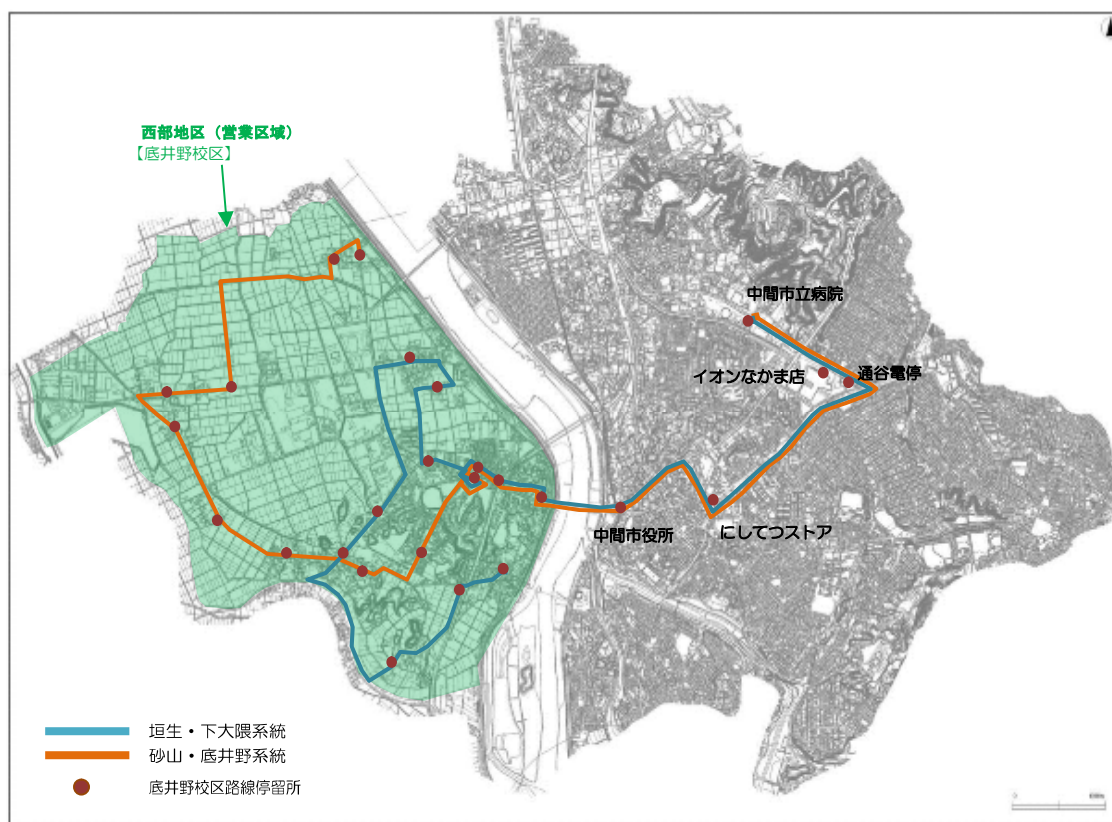 西部地区（営業区域）
【底井野校区】
中間市立病院
イオンなかま店
通谷電停
中間市役所
にしてつストア
垣生・下大隈系統
砂山・底井野系統
底井野校区路線停留所
0